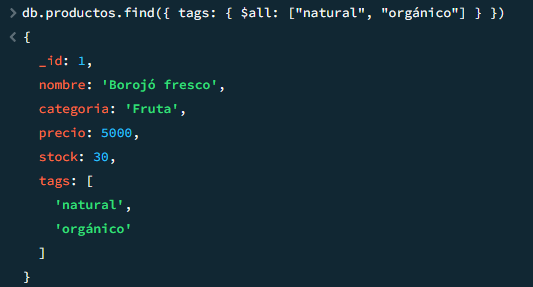 > db.productos.find({ tags: { $all: ["natural", "orgánico"] } })
< {
_id: 1,
nombre: 'Borojó fresco',
categoria: 'Fruta',
precio: 5000,
stock: 30,
tags: [
'natural',
'orgánico'
]
}